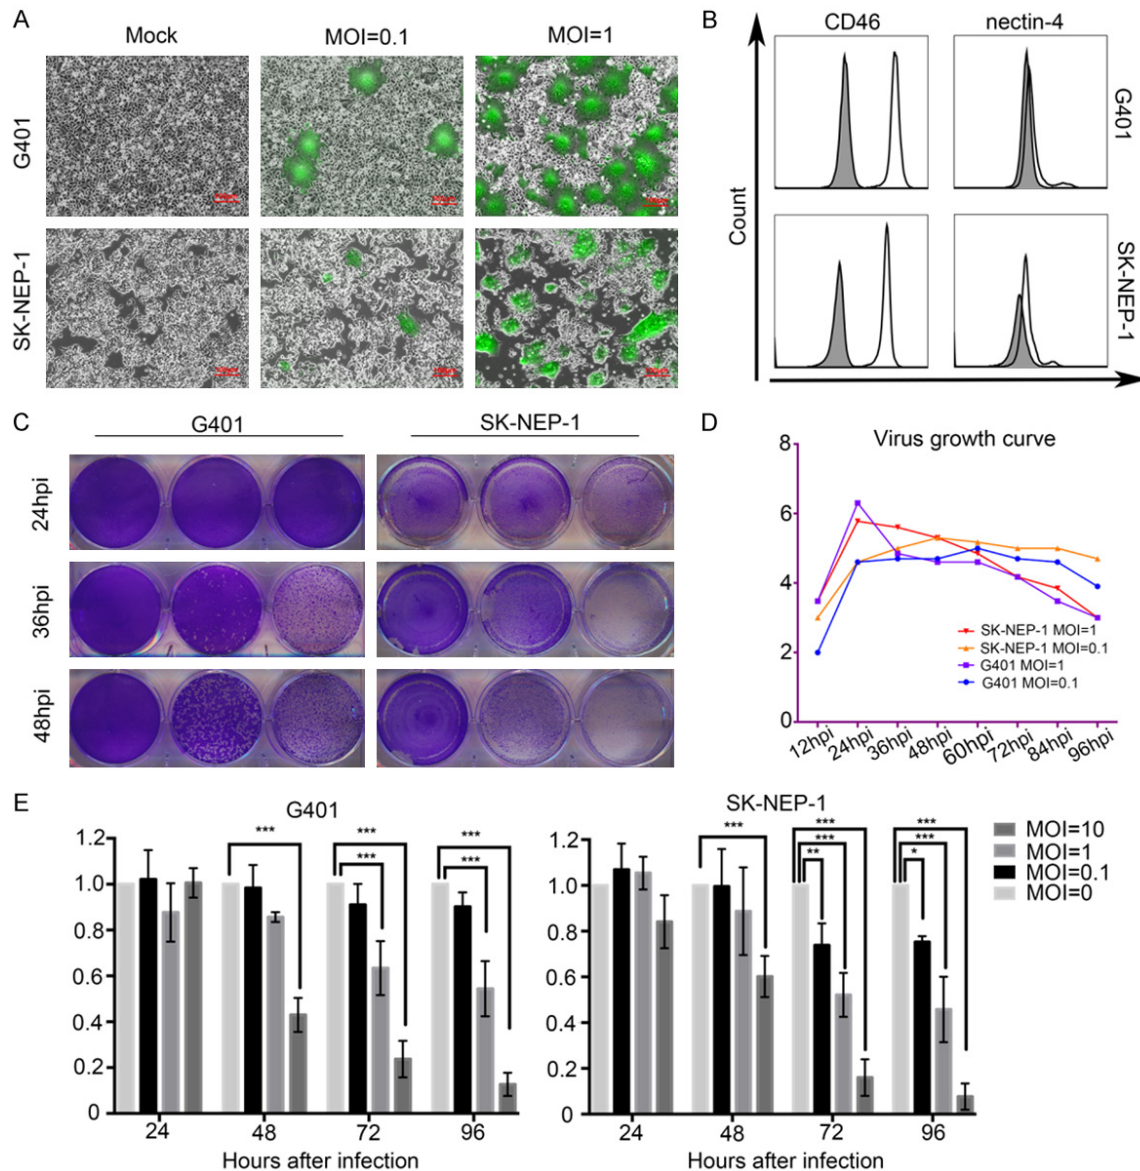 A
Mock
MOI=0.1
MOI=1
G401
SK-NEP-1
B
CD46
nectin-4
Count
G401
SK-NEP-1
C
G401
SK-NEP-1
24hpi
36hpi
48hpi
D
Virus growth curve
8
6
4
2
0
12hpi
24hpi
36hpi
48hpi
60hpi
72hpi
84hpi
96hpi
SK-NEP-1 MOI=1
SK-NEP-1 MOI=0.1
G401 MOI=1
G401 MOI=0.1
E
G401
1.2
1.0
0.8
0.6
0.4
0.2
0
***
***
***
***
***
24
48
72
96
Hours after infection
SK-NEP-1
1.2
1.0
0.8
0.6
0.4
0.2
0
***
***
***
**
***
***
*
24
48
72
96
Hours after infection
MOI=10
MOI=1
MOI=0.1
MOI=0